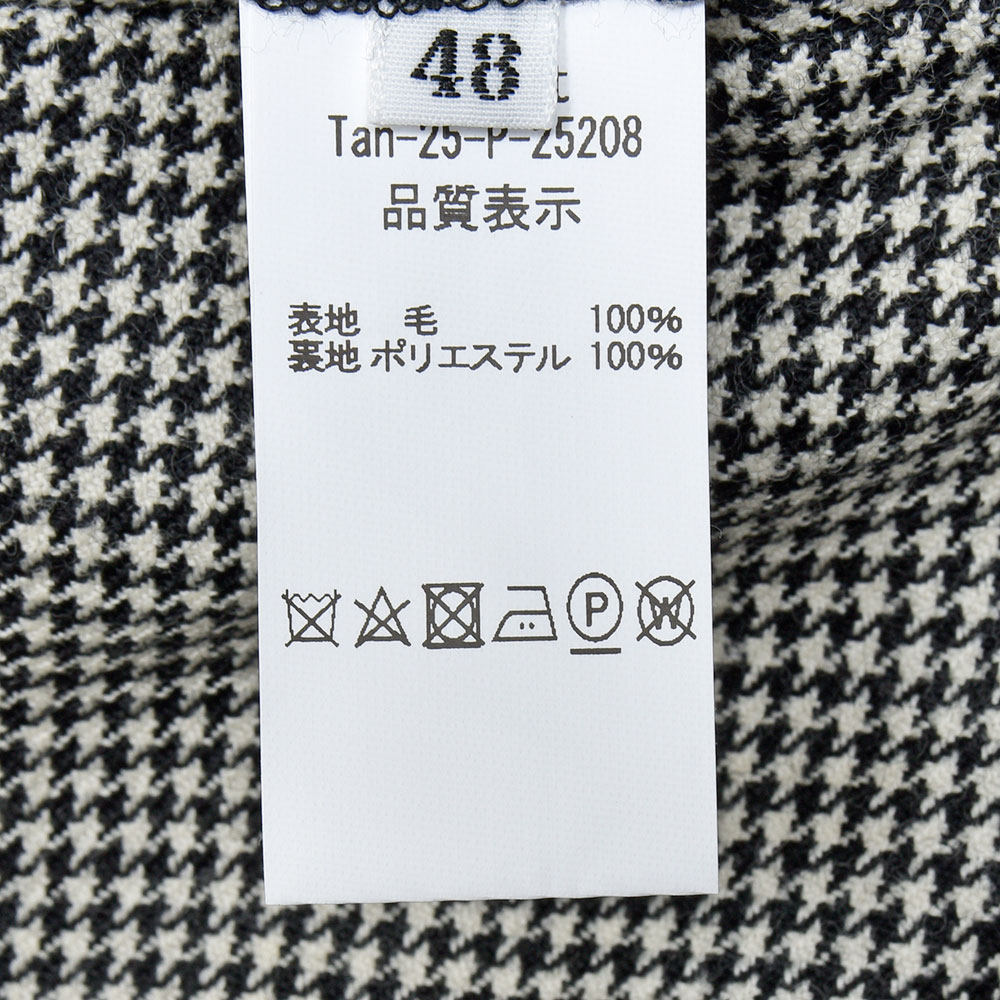 48
Tan-25-P-25208
品質表示
表地 毛 100%
裏地 ポリエステル 100%
P
W